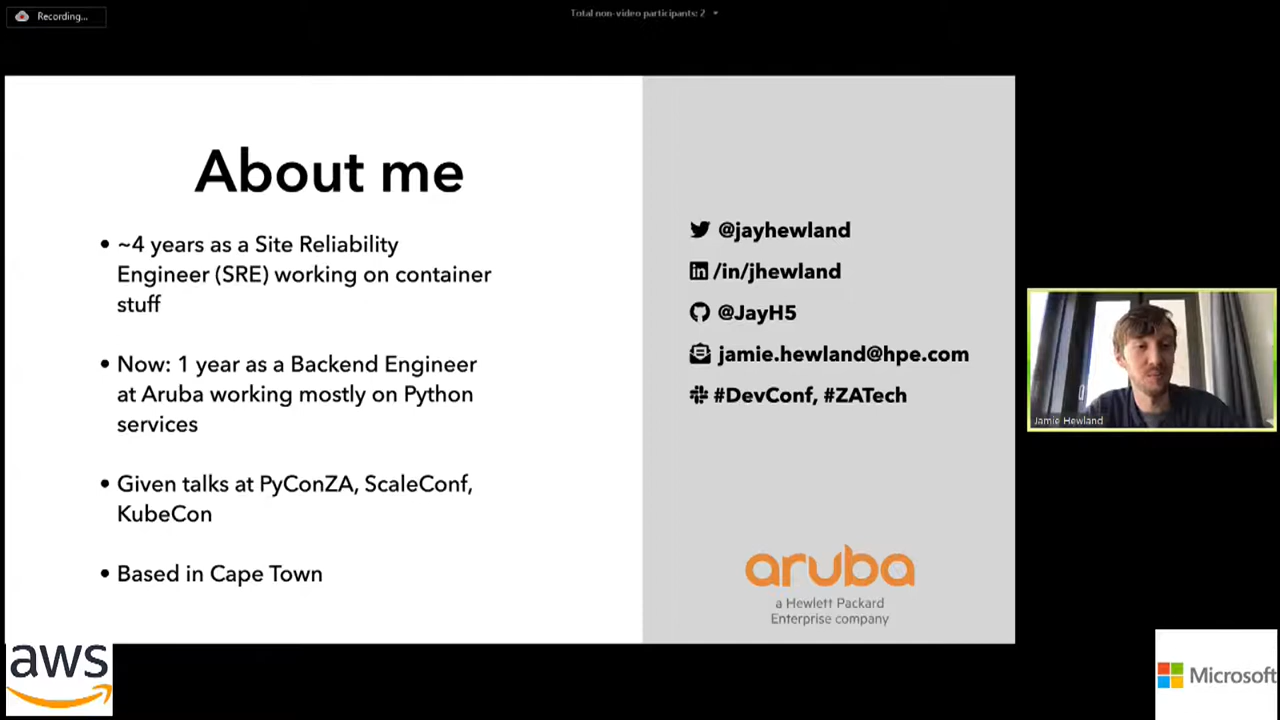 Recording...
Total non-video participants: 2
About me
• ~4 years as a Site Reliability
Engineer (SRE) working on container
stuff
• Now: 1 year as a Backend Engineer
at Aruba working mostly on Python
services
• Given talks at PyConZA, ScaleConf,
KubeCon
• Based in Cape Town
@jayhewland
/in/jhewland
@JayH5
jamie.hewland@hpe.com
#DevConf, #ZATech
aruba
a Hewlett Packard
Enterprise company
Jamie Hewland
aws
Microsoft